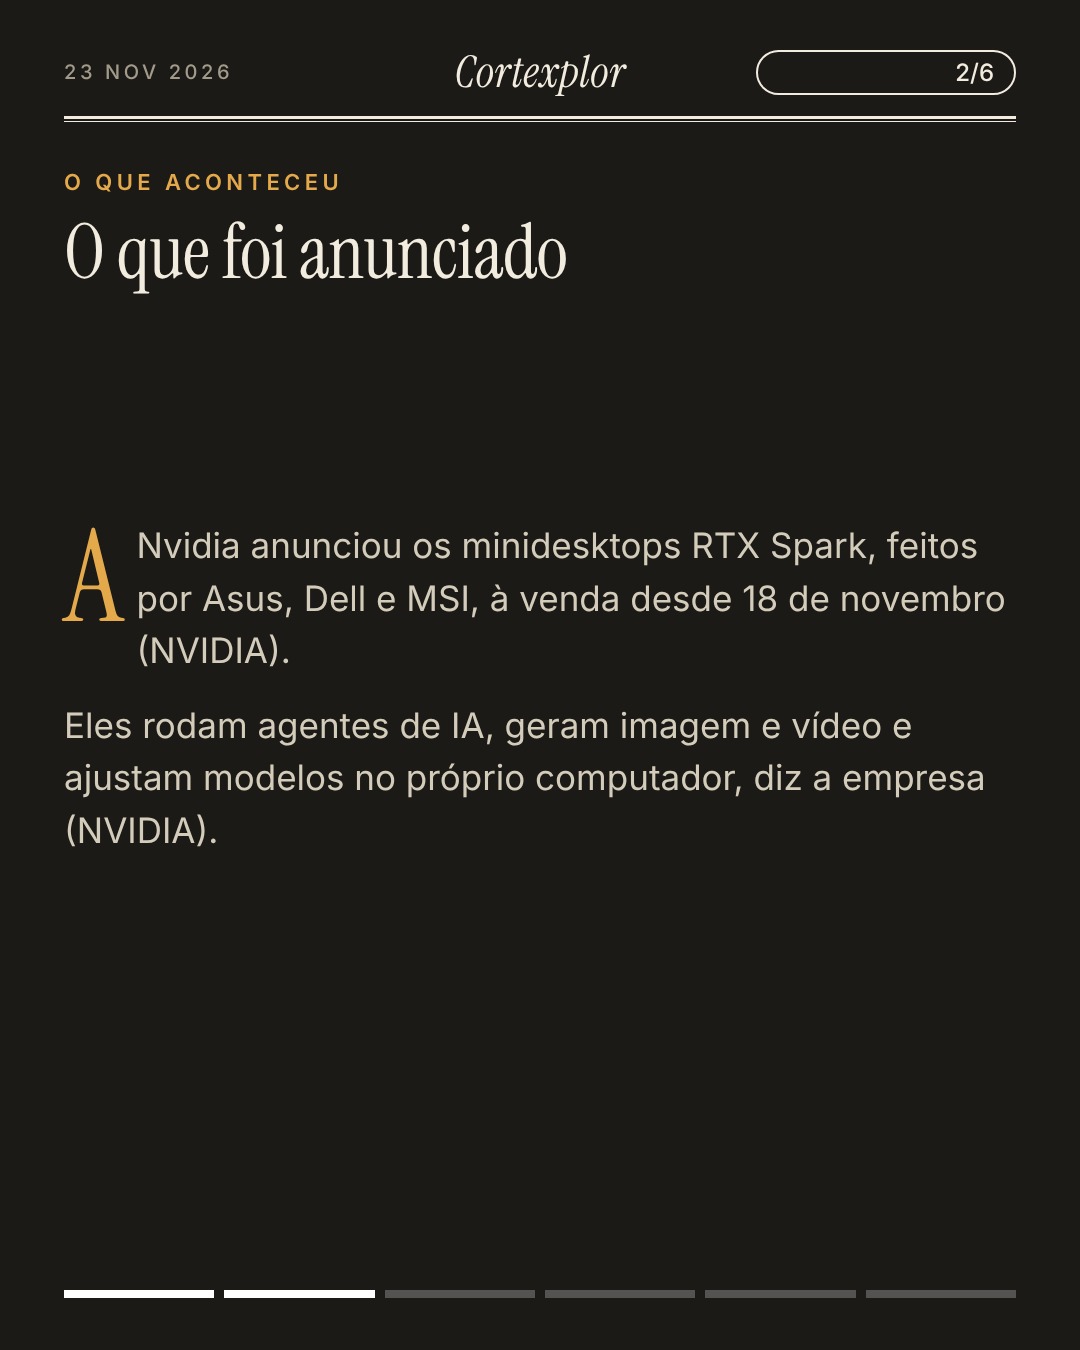 23 NOV 2026
Cortexplor
2/6
O QUE ACONTECEU
O que foi anunciado
A Nvidia anunciou os minidesktops RTX Spark, feitos
por Asus, Dell e MSI, à venda desde 18 de novembro
(NVIDIA).
Eles rodam agentes de IA, geram imagem e vídeo e
ajustam modelos no próprio computador, diz a empresa
(NVIDIA).